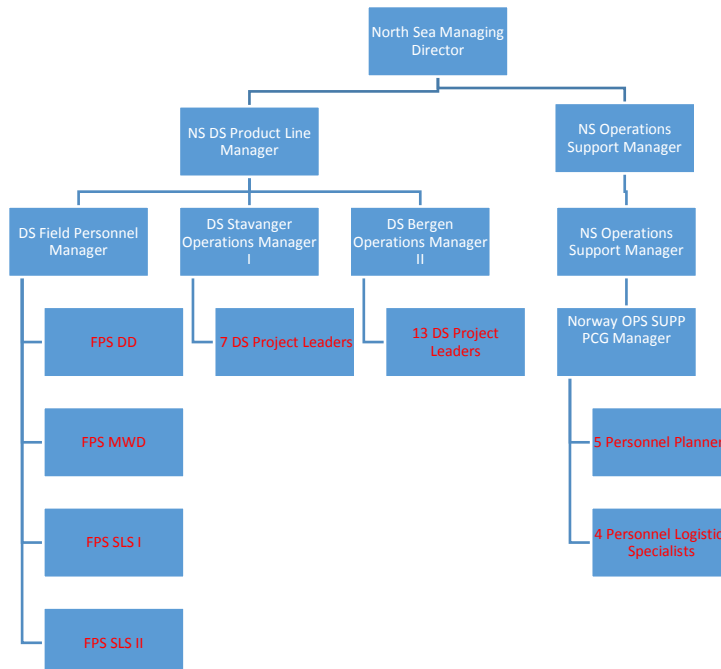 North Sea Managing
Director
NS DS Product Line
Manager
NS Operations
Support Manager
DS Field Personnel
Manager
DS Stavanger
Operations Manager
I
DS Bergen
Operations Manager
II
NS Operations
Support Manager
FPS DD
7 DS Project Leaders
13 DS Project
Leaders
Norway OPS SUPP
PCG Manager
FPS MWD
5 Personnel Planner
FPS SLS I
4 Personnel Logistic
Specialists
FPS SLS II